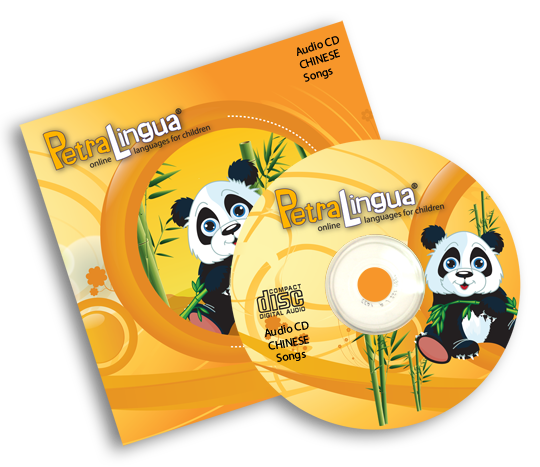 Audio CD
CHINESE
Songs
PetraLingua®
online languages for children
PetraLingua®
online languages for children
COMPACT
disc
DIGITAL AUDIO
Audio CD
CHINESE
Songs